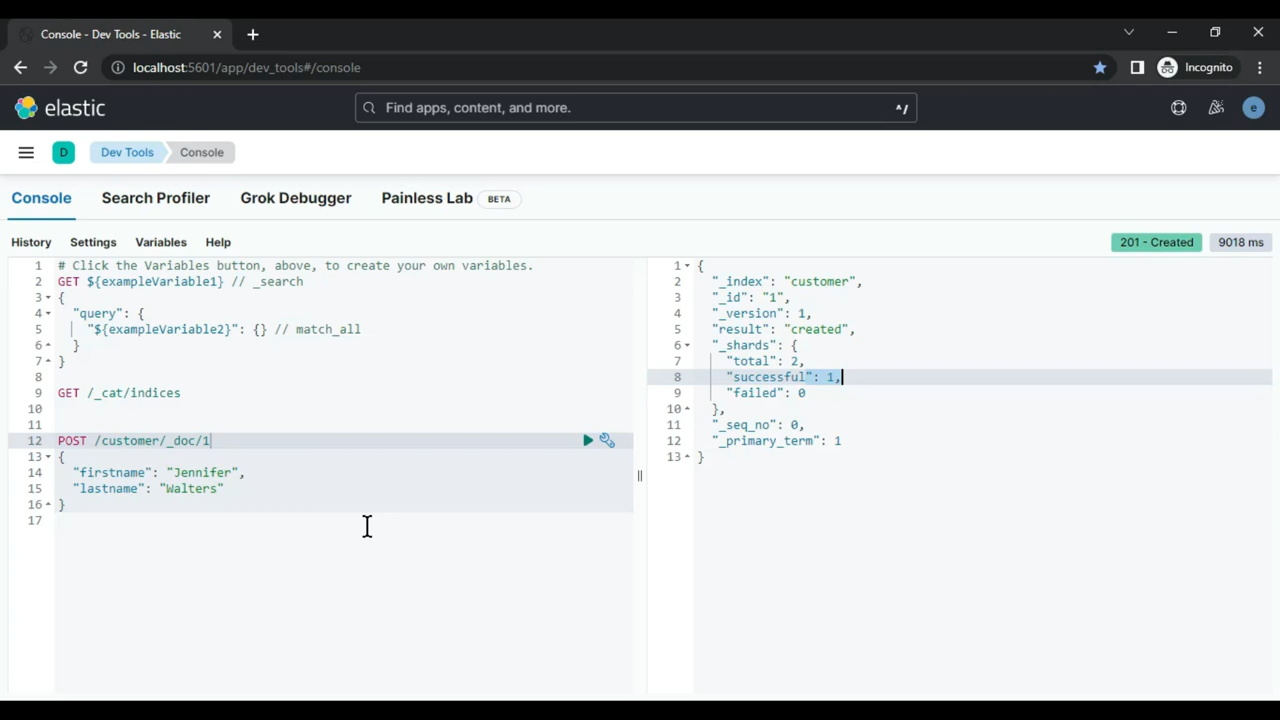 Console - Dev Tools - Elastic
localhost:5601/app/dev_tools#/console
Incognito
elastic
Find apps, content, and more.
^/
e
D
Dev Tools
Console
Console
Search Profiler
Grok Debugger
Painless Lab
BETA
History
Settings
Variables
Help
201 - Created
9018 ms
1 # Click the Variables button, above, to create your own variables.
2 GET ${exampleVariable1} // _search
3 {
4 "query": {
5 "${exampleVariable2}": {} // match_all
6 }
7 }
8
9 GET /_cat/indices
10
11
12 POST /customer/_doc/1
13 {
14 "firstname": "Jennifer",
15 "lastname": "Walters"
16 }
17
1 {
2 "_index": "customer",
3 "_id": "1",
4 "_version": 1,
5 "result": "created",
6 "_shards": {
7 "total": 2,
8 "successful": 1,
9 "failed": 0
10 },
11 "_seq_no": 0,
12 "_primary_term": 1
13 }